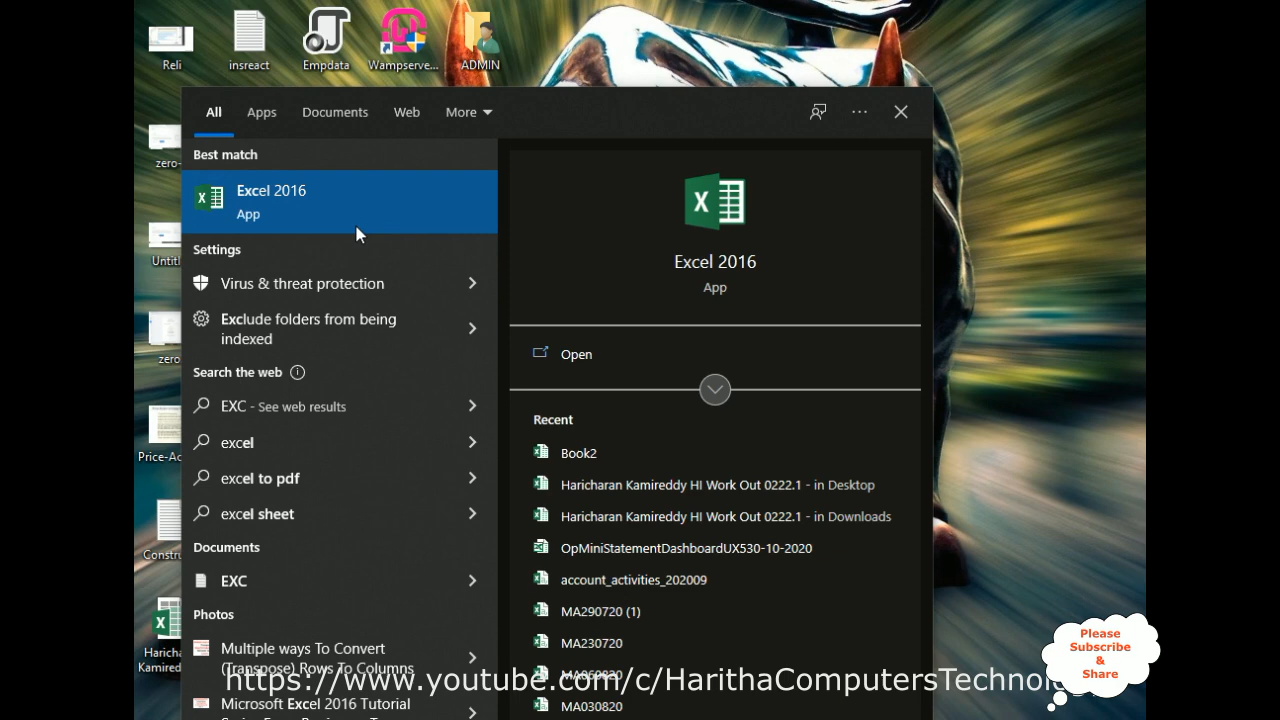 Reli
insreact
Empdata
Wampserve...
ADMIN
All
Apps
Documents
Web
More
Best match
Excel 2016
App
Settings
Virus & threat protection
Exclude folders from being
indexed
Search the web
EXC - See web results
excel
excel to pdf
excel sheet
Documents
EXC
Photos
Multiple ways To Convert
(Transpose) Rows To Columns
Microsoft Excel 2016 Tutorial
Excel 2016
App
Open
Recent
Book2
Haricharan Kamireddy HI Work Out 0222.1 - in Desktop
Haricharan Kamireddy HI Work Out 0222.1 - in Downloads
OpMiniStatementDashboardUX530-10-2020
account_activities_202009
MA290720 (1)
MA230720
MA030820
zero-
Untitl
zero
Price-Ac
Constru
Haricha
Kamired
https://www.youtube.com/c/HarithaComputersTechnol
Please
Subscribe
&
Share